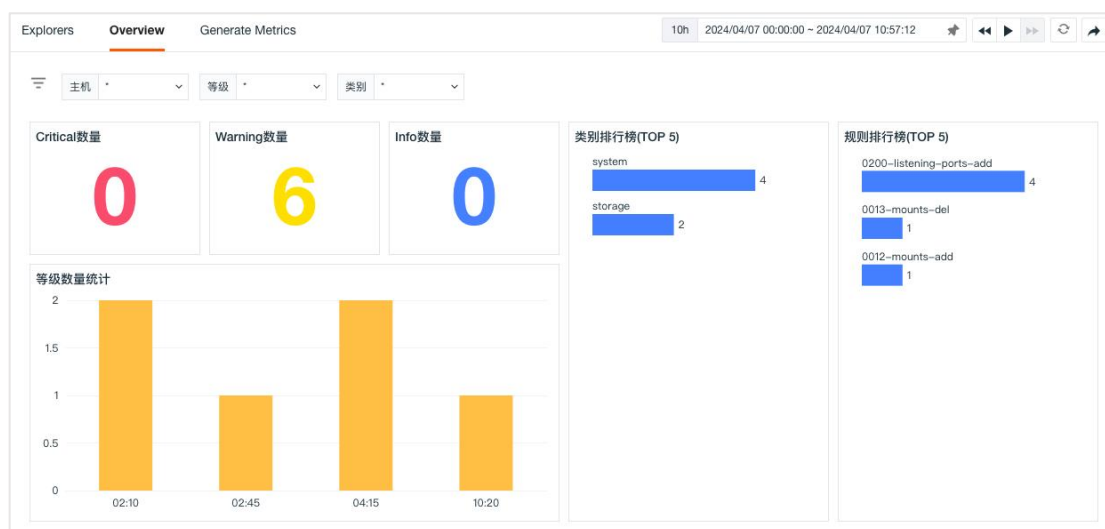 Explorers Overview Generate Metrics 10h 2024/04/07 00:00:00 ~ 2024/04/07 10:57:12
主机 * 等级 * 类别 *
Critical数量
0
Warning数量
6
Info数量
0
类别排行榜(TOP 5)
system
4
storage
2
规则排行榜(TOP 5)
0200-listening-ports-add
4
0013-mounts-del
1
0012-mounts-add
1
等级数量统计
2
1.5
1
0.5
0
02:10 02:45 04:15 10:20